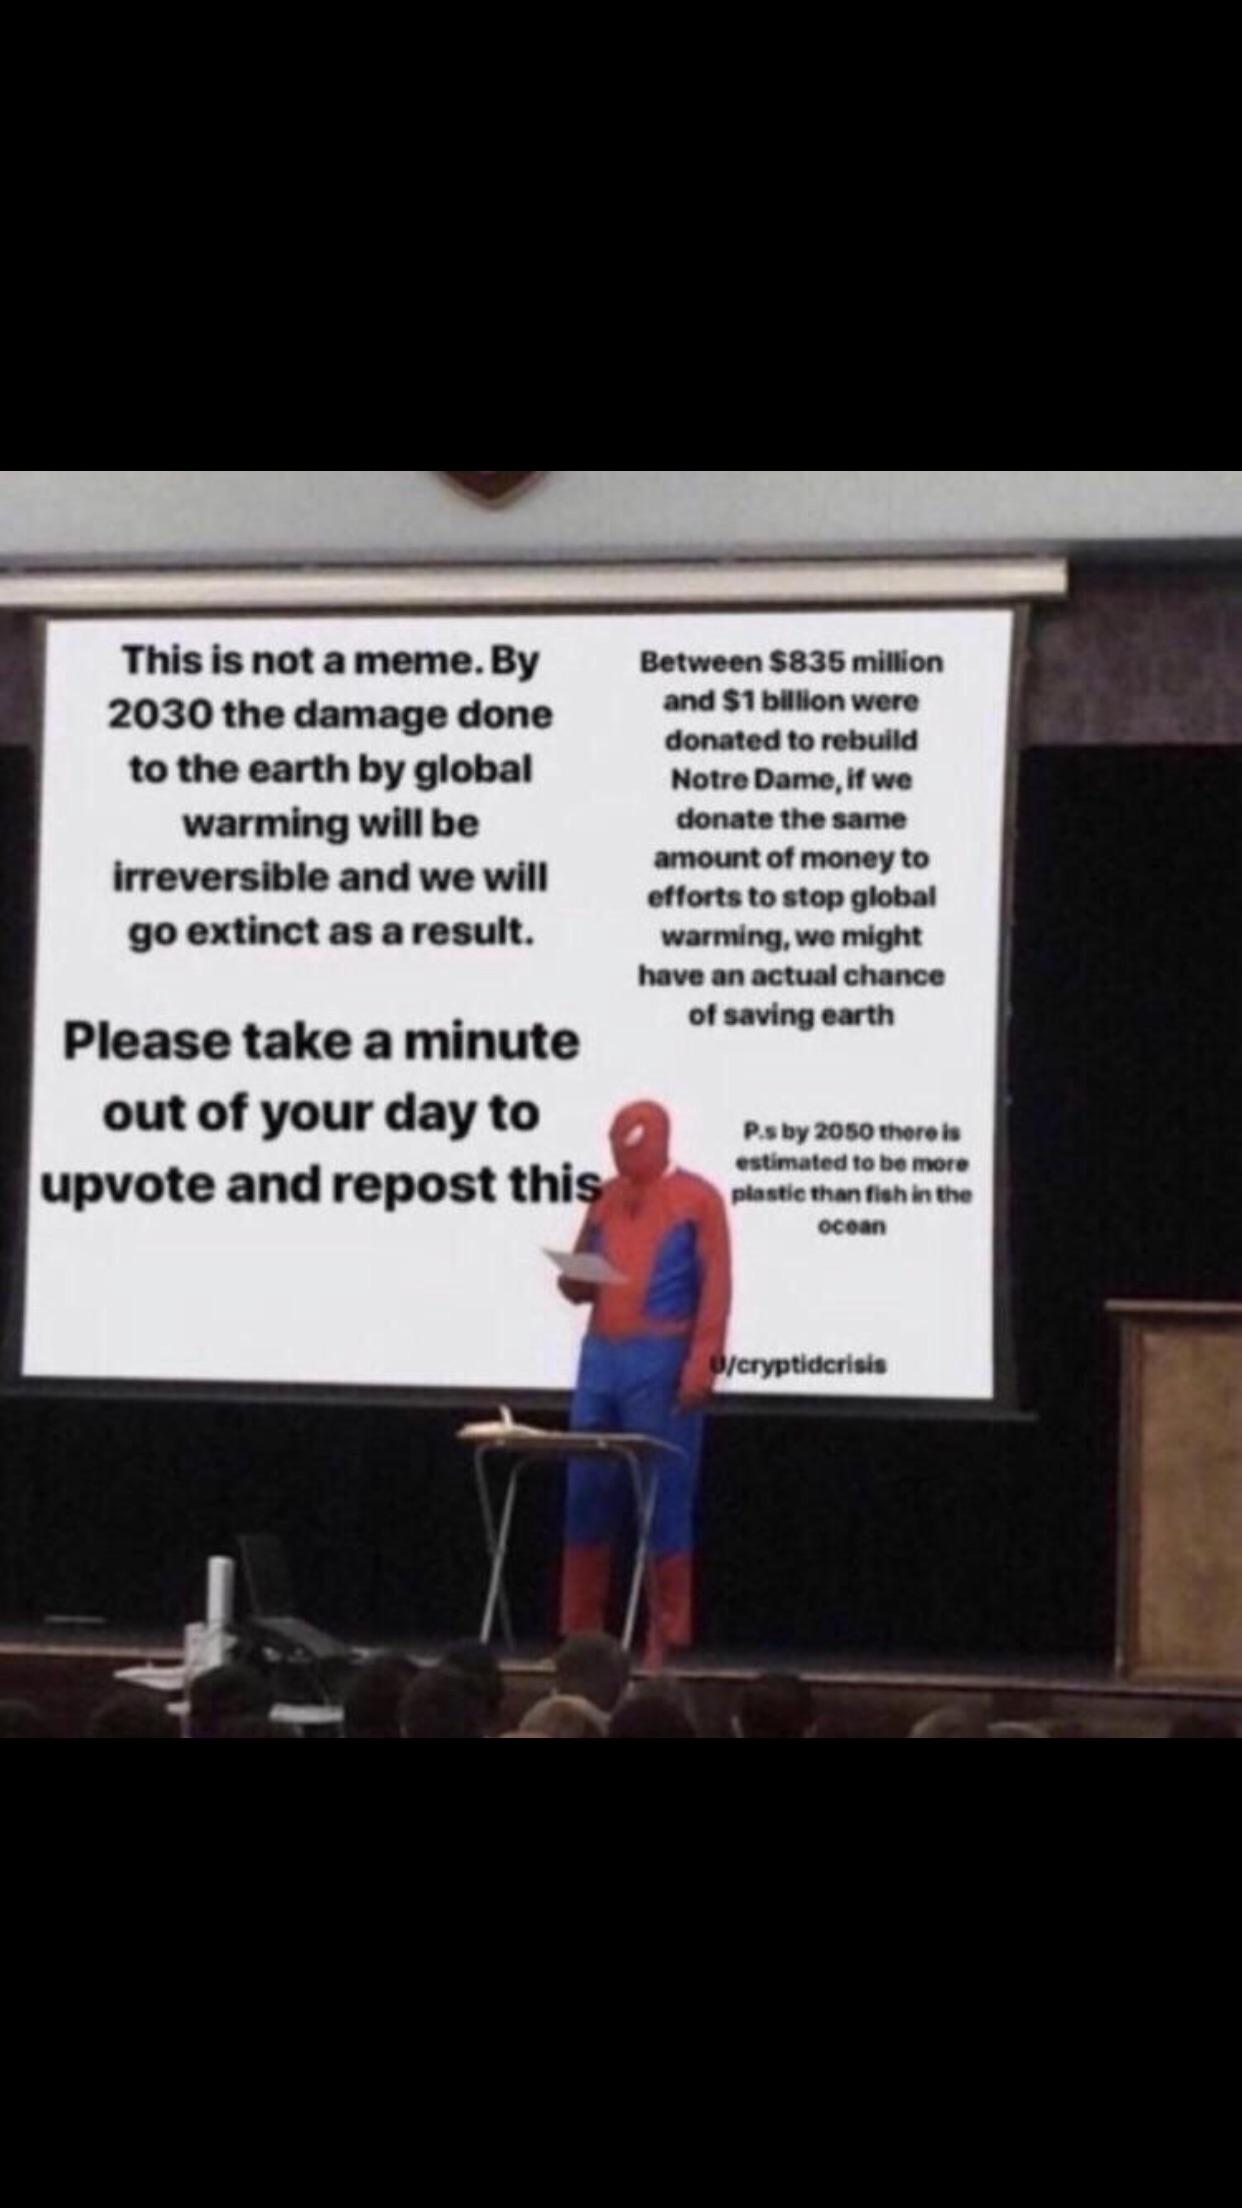 This is not a meme. By
2030 the damage done
to the earth by global
warming will be
irreversible and we will
go extinct as a result.
Please take a minute
out of your day to
upvote and repost this
Between $835 million
and $1 billion were
donated to rebuild
Notre Dame, if we
donate the same
amount of money to
efforts to stop global
warming, we might
have an actual chance
of saving earth
P.s by 2050 there is
estimated to be more
plastic than fish in the
ocean
U/cryptidcrisis